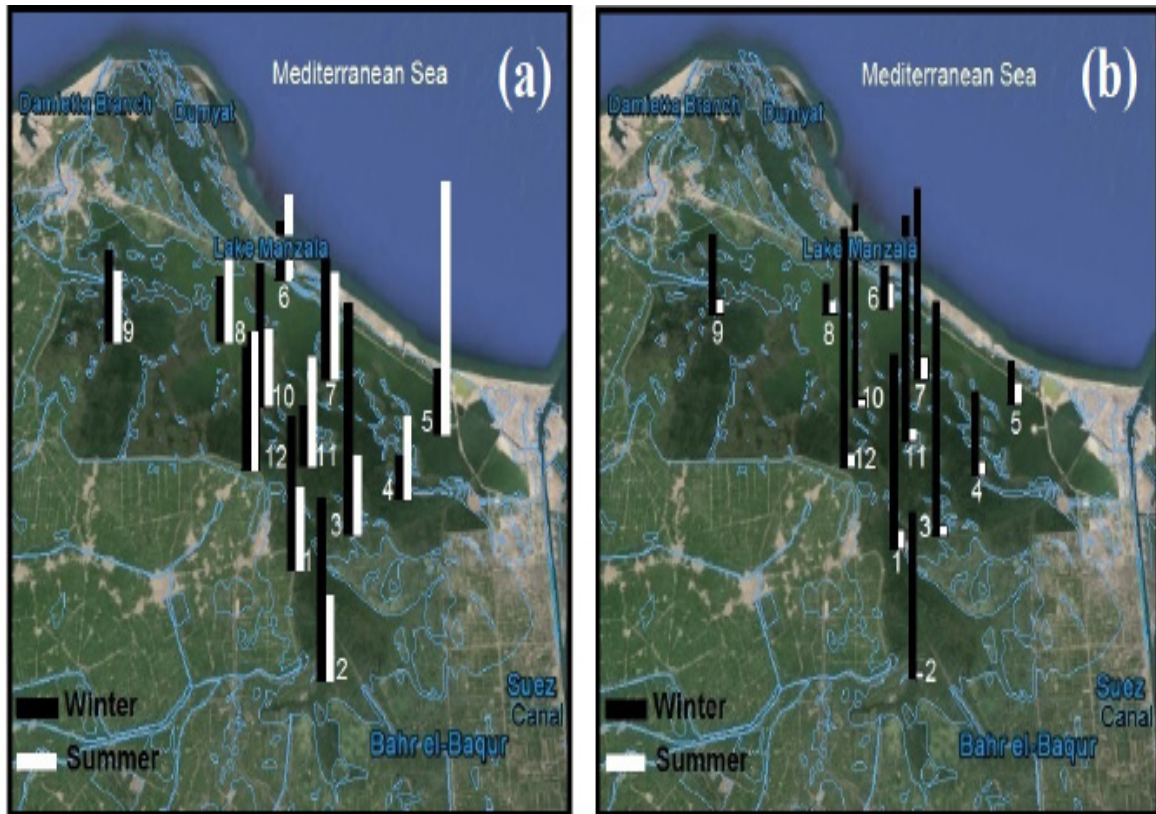 Mediterranean Sea
(a)
Damietta Branch
Dumyat
Lake Manzala
6
9
8
7
10
5
12
11
4
3
1
2
Winter
Summer
Suez
Canal
Bahr el-Baqur
Mediterranean Sea
(b)
Damietta Branch
Dumyat
Lake Manzala
6
9
8
7
10
5
12
11
4
3
1
2
Winter
Summer
Suez
Canal
Bahr el-Baqur